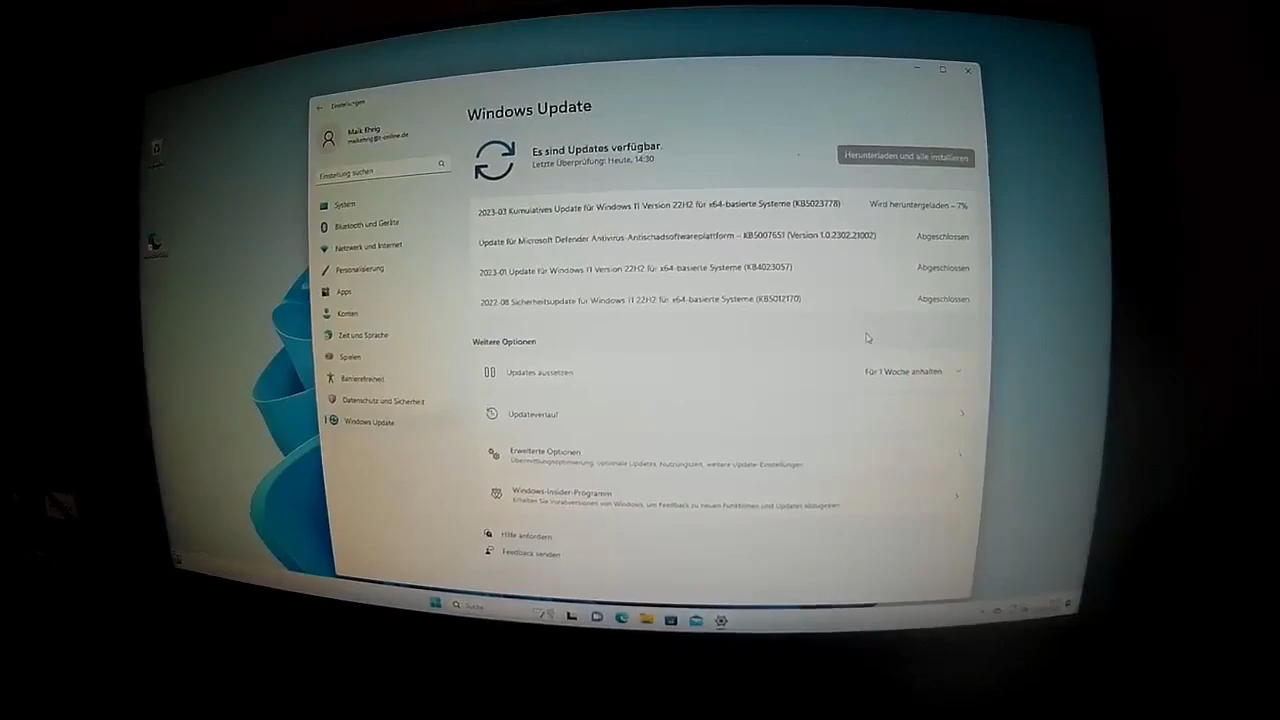 Einstellungen
Maik Ehrig
maikehrig@t-online.de
Einstellung suchen
System
Bluetooth und Geräte
Netzwerk und Internet
Personalisierung
Apps
Konten
Zeit und Sprache
Spielen
Barrierefreiheit
Datenschutz und Sicherheit
Windows Update
Windows Update
Es sind Updates verfügbar.
Letzte Überprüfung: Heute, 14:30
Herunterladen und alle installieren
2023-03 Kumulatives Update für Windows 11 Version 22H2 für x64-basierte Systeme (KB5023778) Wird heruntergeladen – 7%
Update für Microsoft Defender Antivirus-Antischadsoftwareplattform – KB5007651 (Version 1.0.2302.21002) Abgeschlossen
2023-01 Update für Windows 11 Version 22H2 für x64-basierte Systeme (KB4023057) Abgeschlossen
2022-08 Sicherheitsupdate für Windows 11 22H2 für x64-basierte Systeme (KB5012170) Abgeschlossen
Weitere Optionen
Updates aussetzen Für 1 Woche anhalten
Updateverlauf
Erweiterte Optionen
Übermittlungsoptimierung, optionale Updates, Nutzungszeit, weitere Update-Einstellungen
Windows-Insider-Programm
Erhalten Sie Vorabversionen von Windows, um Feedback zu neuen Funktionen und Updates abzugeben
Hilfe anfordern
Feedback senden
Suche